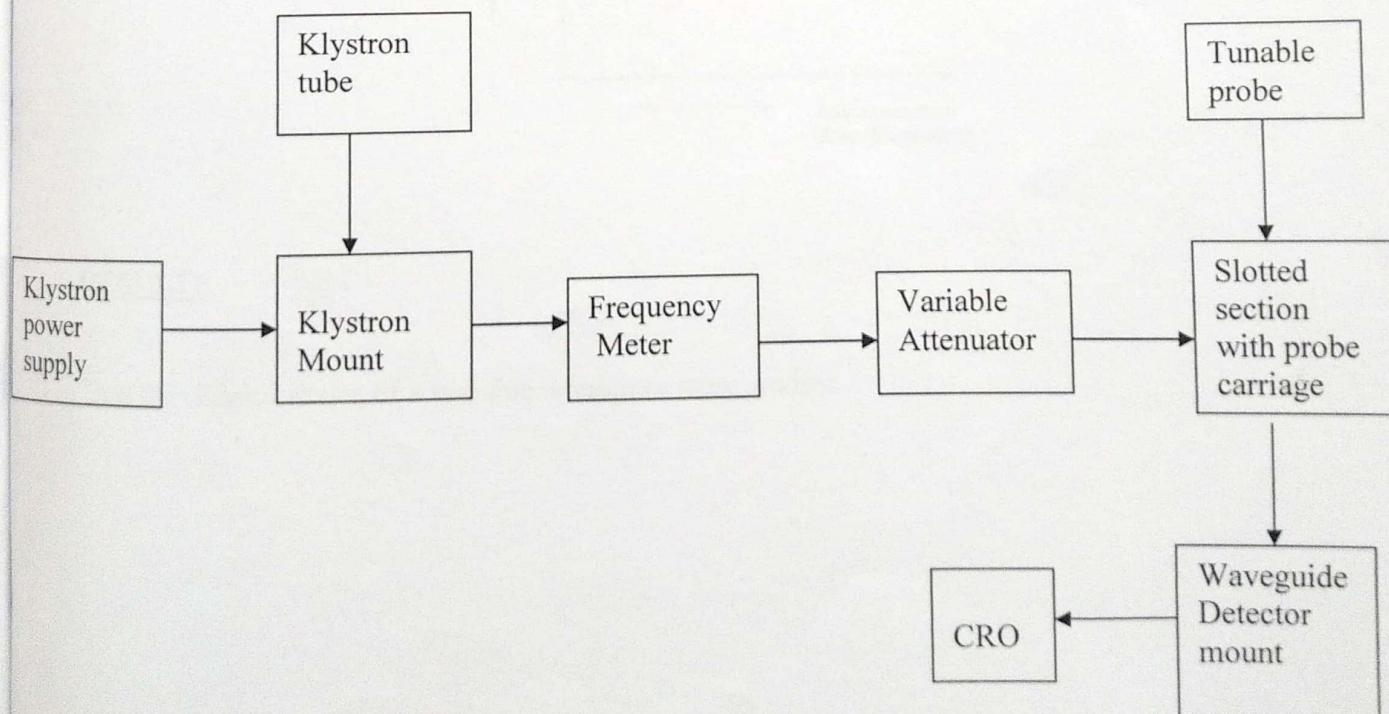 Klystron
tube
Tunable
probe
Klystron
power
supply
Klystron
Mount
Frequency
Meter
Variable
Attenuator
Slotted
section
with probe
carriage
Waveguide
Detector
mount
CRO